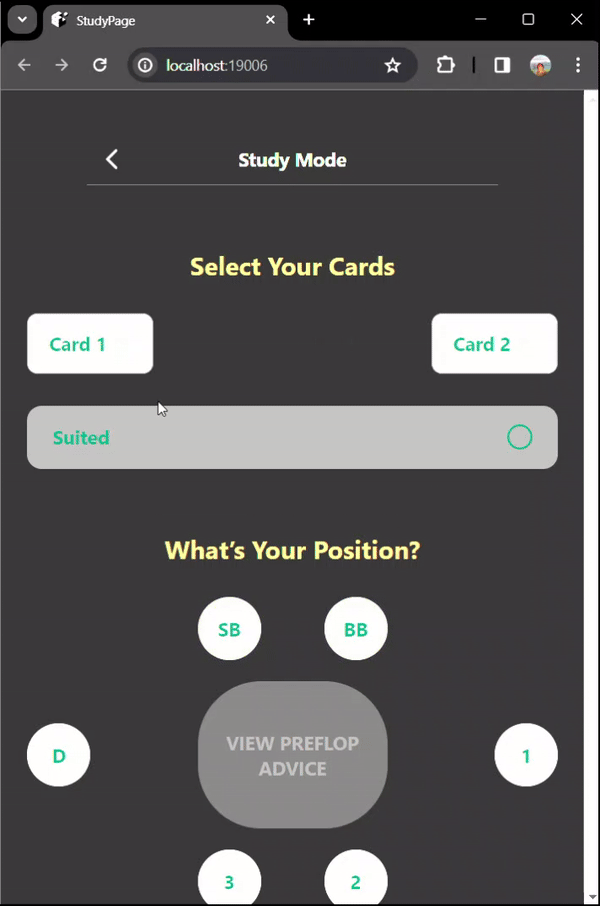 StudyPage
localhost:19006
Study Mode
Select Your Cards
Card 1
Card 2
Suited
What’s Your Position?
SB
BB
VIEW PREFLOP
ADVICE
D
1
3
2